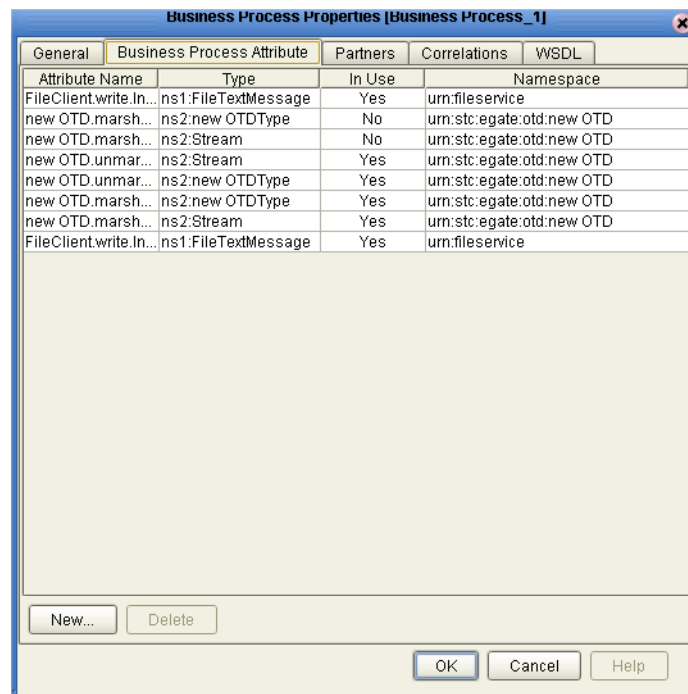 Business Process Properties [Business Process_1]
General Business Process Attribute Partners Correlations WSDL
Attribute Name Type In Use Namespace
FileClient.write.In... ns1:FileTextMessage Yes urn:fileservice
new OTD.marsh... ns2:new OTDType No urn:stc:egate:otd:new OTD
new OTD.marsh... ns2:Stream No urn:stc:egate:otd:new OTD
new OTD.unmar... ns2:Stream Yes urn:stc:egate:otd:new OTD
new OTD.unmar... ns2:new OTDType Yes urn:stc:egate:otd:new OTD
new OTD.marsh... ns2:new OTDType Yes urn:stc:egate:otd:new OTD
new OTD.marsh... ns2:Stream Yes urn:stc:egate:otd:new OTD
FileClient.write.In... ns1:FileTextMessage Yes urn:fileservice
New... Delete
OK Cancel Help